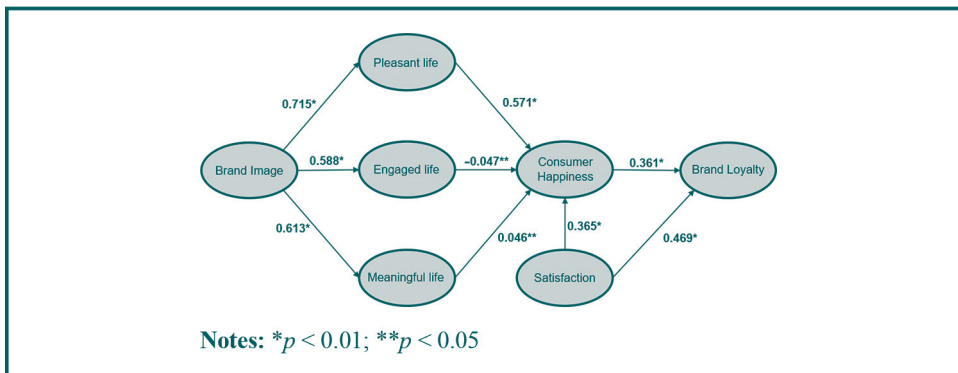 Pleasant life
0.715*
0.571*
Brand Image
0.588*
Engaged life
–0.047**
Consumer
Happiness
0.361*
Brand Loyalty
0.613*
0.046**
0.365*
0.469*
Meaningful life
Satisfaction
Notes: *p < 0.01; **p < 0.05